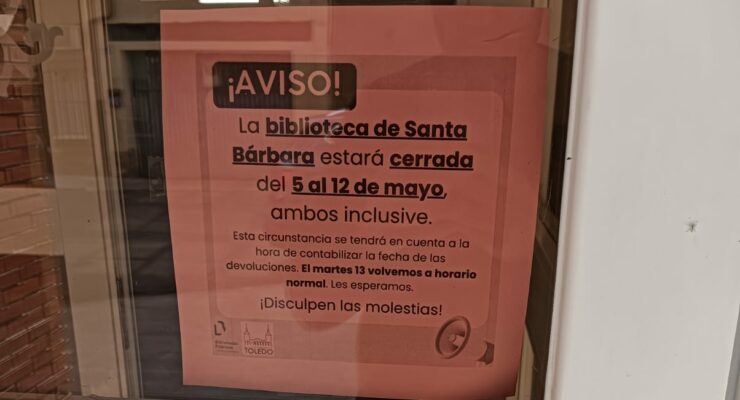 ¡AVISO!
La biblioteca de Santa
Bárbara estará cerrada
del 5 al 12 de mayo,
ambos inclusive.
Esta circunstancia se tendrá en cuenta a la
hora de contabilizar la fecha de las
devoluciones. El martes 13 volvemos a horario
normal. Les esperamos.
¡Disculpen las molestias!
TOLEDO